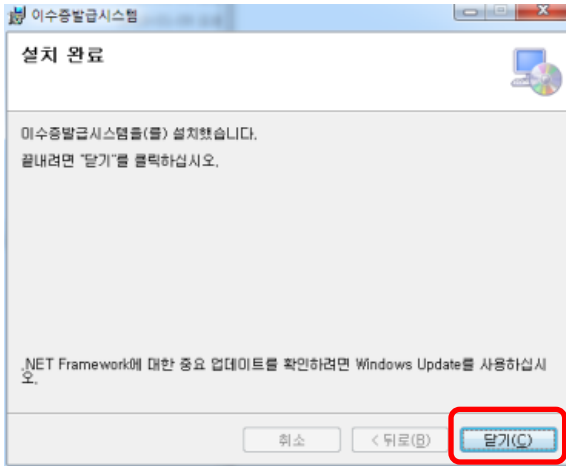 이수증발급시스템
설치 완료
이수증발급시스템을(를) 설치했습니다.
끝내려면 "닫기"를 클릭하십시오.
.NET Framework에 대한 중요 업데이트를 확인하려면 Windows Update를 사용하십시
오.
취소
< 뒤로(B)
닫기(C)